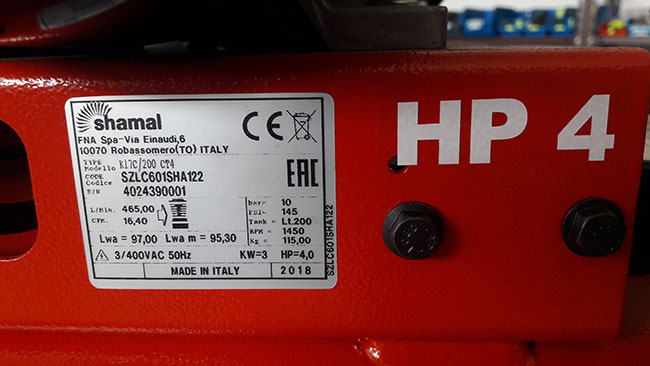 shamal
CE
FNA Spa-Via Einaudi,6
10070 Robassomero(TO) ITALY
TYPE
Modello K17C/200 CT4
CODE
Codice SZLC601SHA122
S/N 4024390001
EAC
L/Min. 465,00
CFM. 16,40
Lwa = 97,00 Lwa m = 95,30
bar= 10
PSI= 145
Tank = Lt.200
RPM = 1450
Kg = 115,00
3/400VAC 50Hz KW=3 HP=4,0
MADE IN ITALY 2018
SZLC601SHA122
HP 4